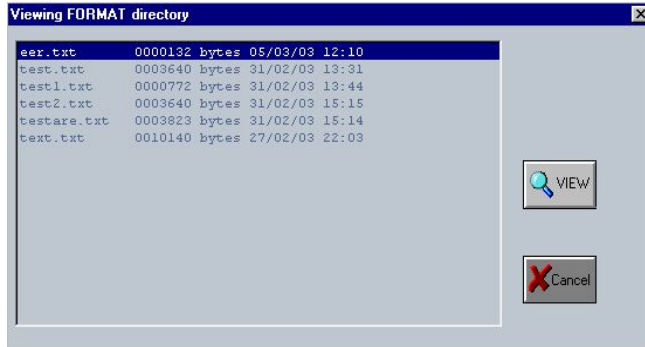 Viewing FORMAT directory
eer.txt 0000132 bytes 05/03/03 12:10
test.txt 0003640 bytes 31/02/03 13:31
test1.txt 0000772 bytes 31/02/03 13:44
test2.txt 0003640 bytes 31/02/03 15:15
testare.txt 0003823 bytes 31/02/03 15:14
text.txt 0010140 bytes 27/02/03 22:03
VIEW
Cancel